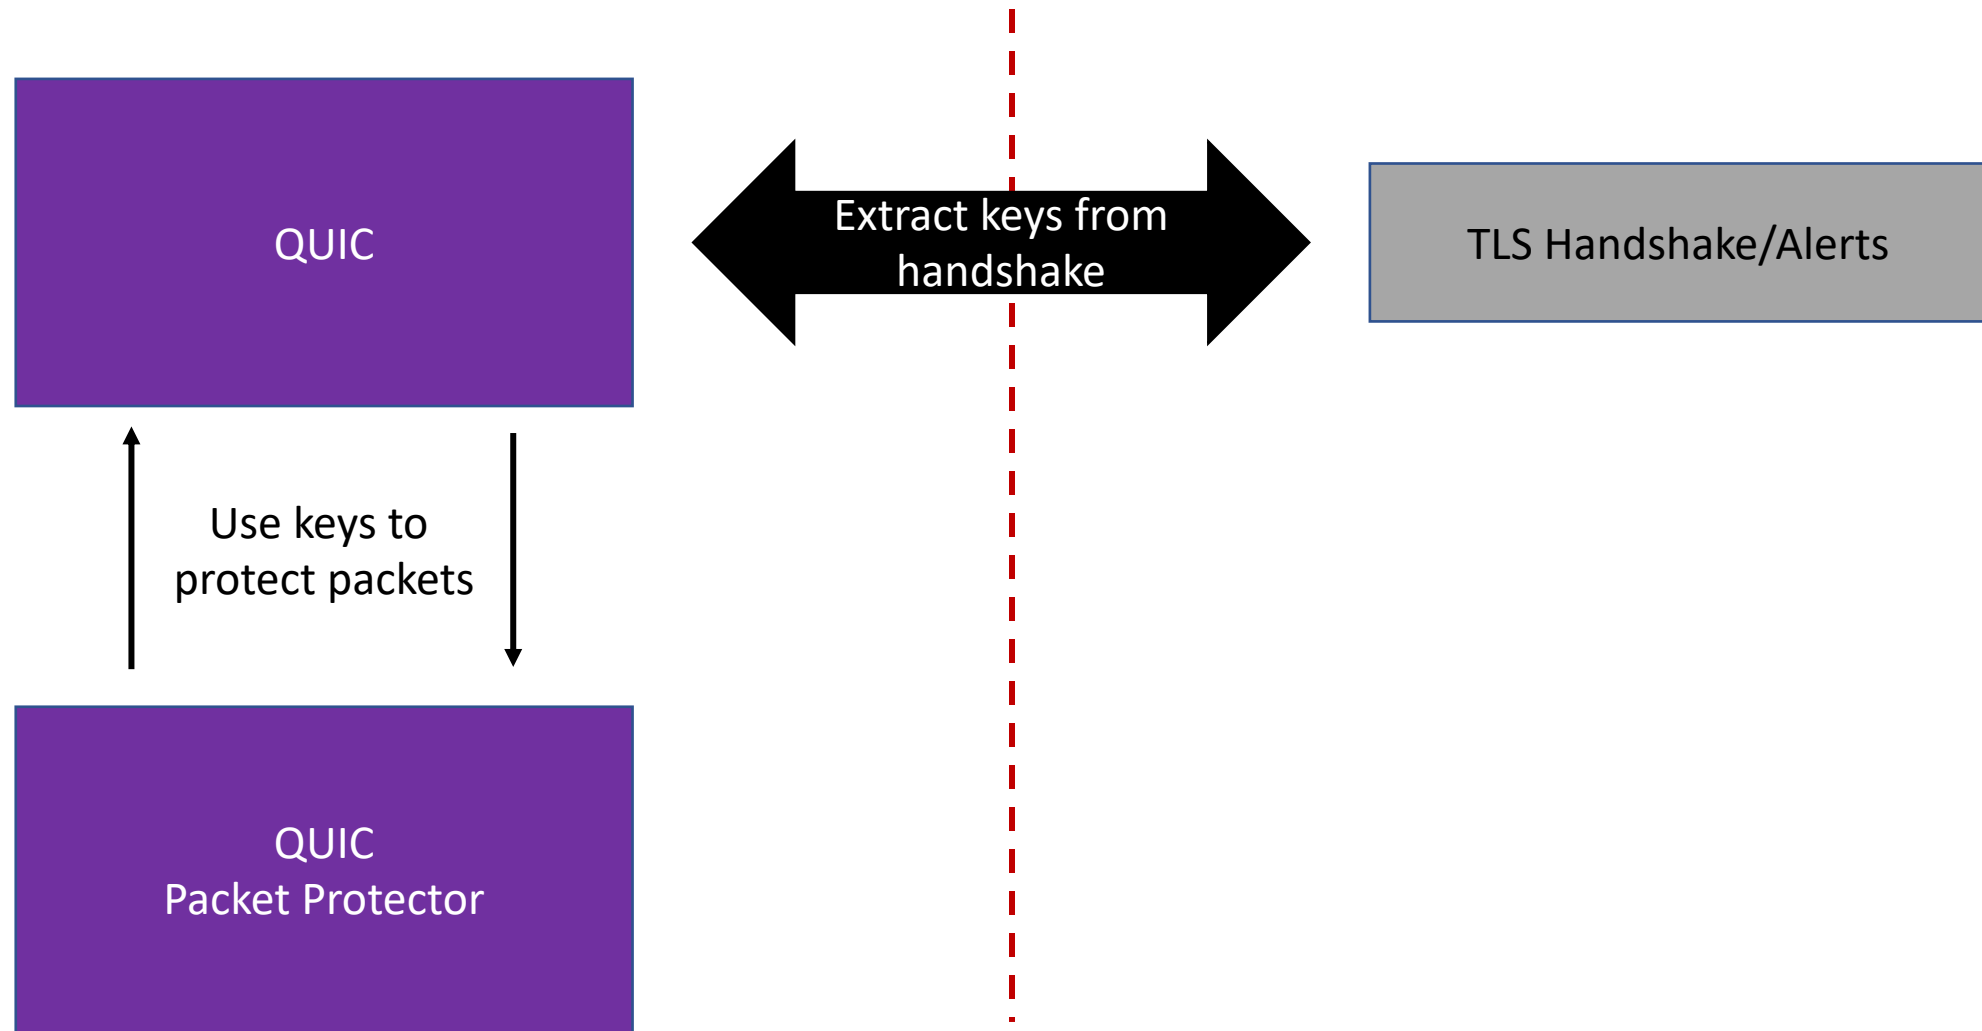 QUIC
Extract keys from
handshake
TLS Handshake/Alerts
Use keys to
protect packets
QUIC
Packet Protector